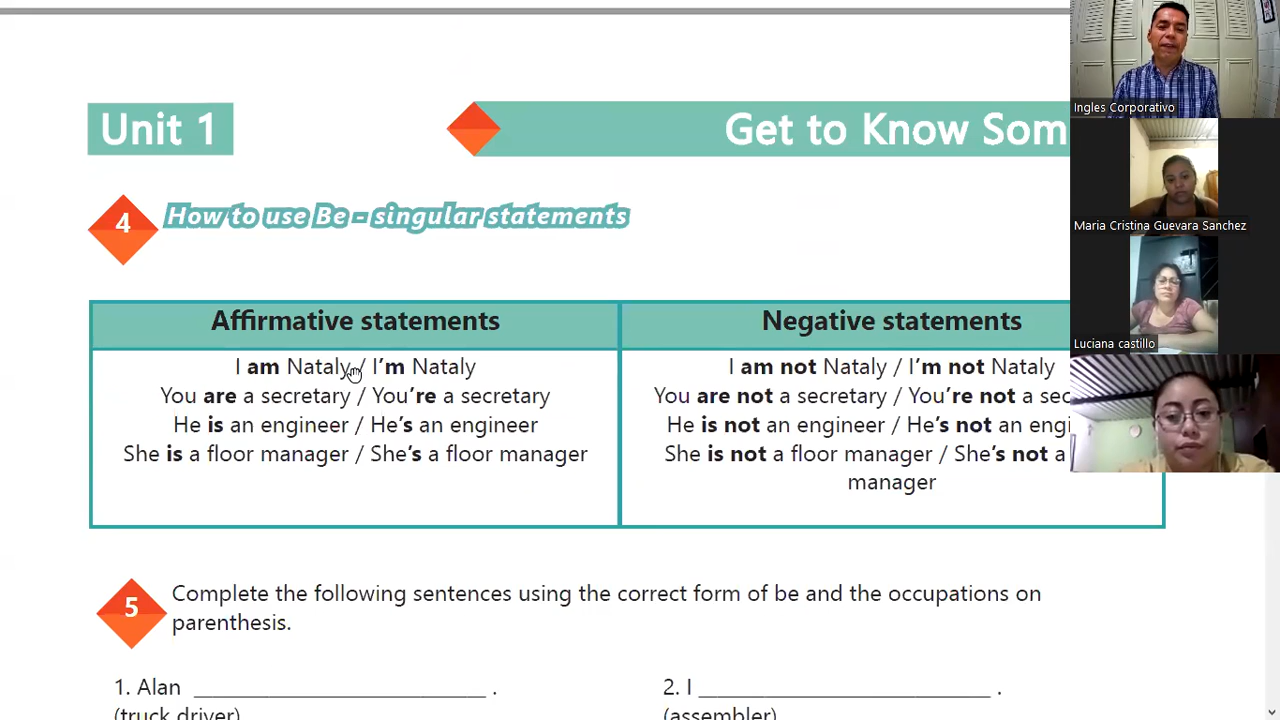 Unit 1
Get to Know Som
4
How to use Be - singular statements
Affirmative statements
I am Nataly / I'm Nataly
You are a secretary / You're a secretary
He is an engineer / He's an engineer
She is a floor manager / She's a floor manager
Negative statements
I am not Nataly / I'm not Nataly
You are not a secretary / You're not a sec
He is not an engineer / He's not an engi
She is not a floor manager / She's not a
manager
5
Complete the following sentences using the correct form of be and the occupations on
parenthesis.
1. Alan ____________________________ .
(truck driver)
2. I ____________________________ .
(assembler)
Ingles Corporativo
Maria Cristina Guevara Sanchez
Luciana castillo